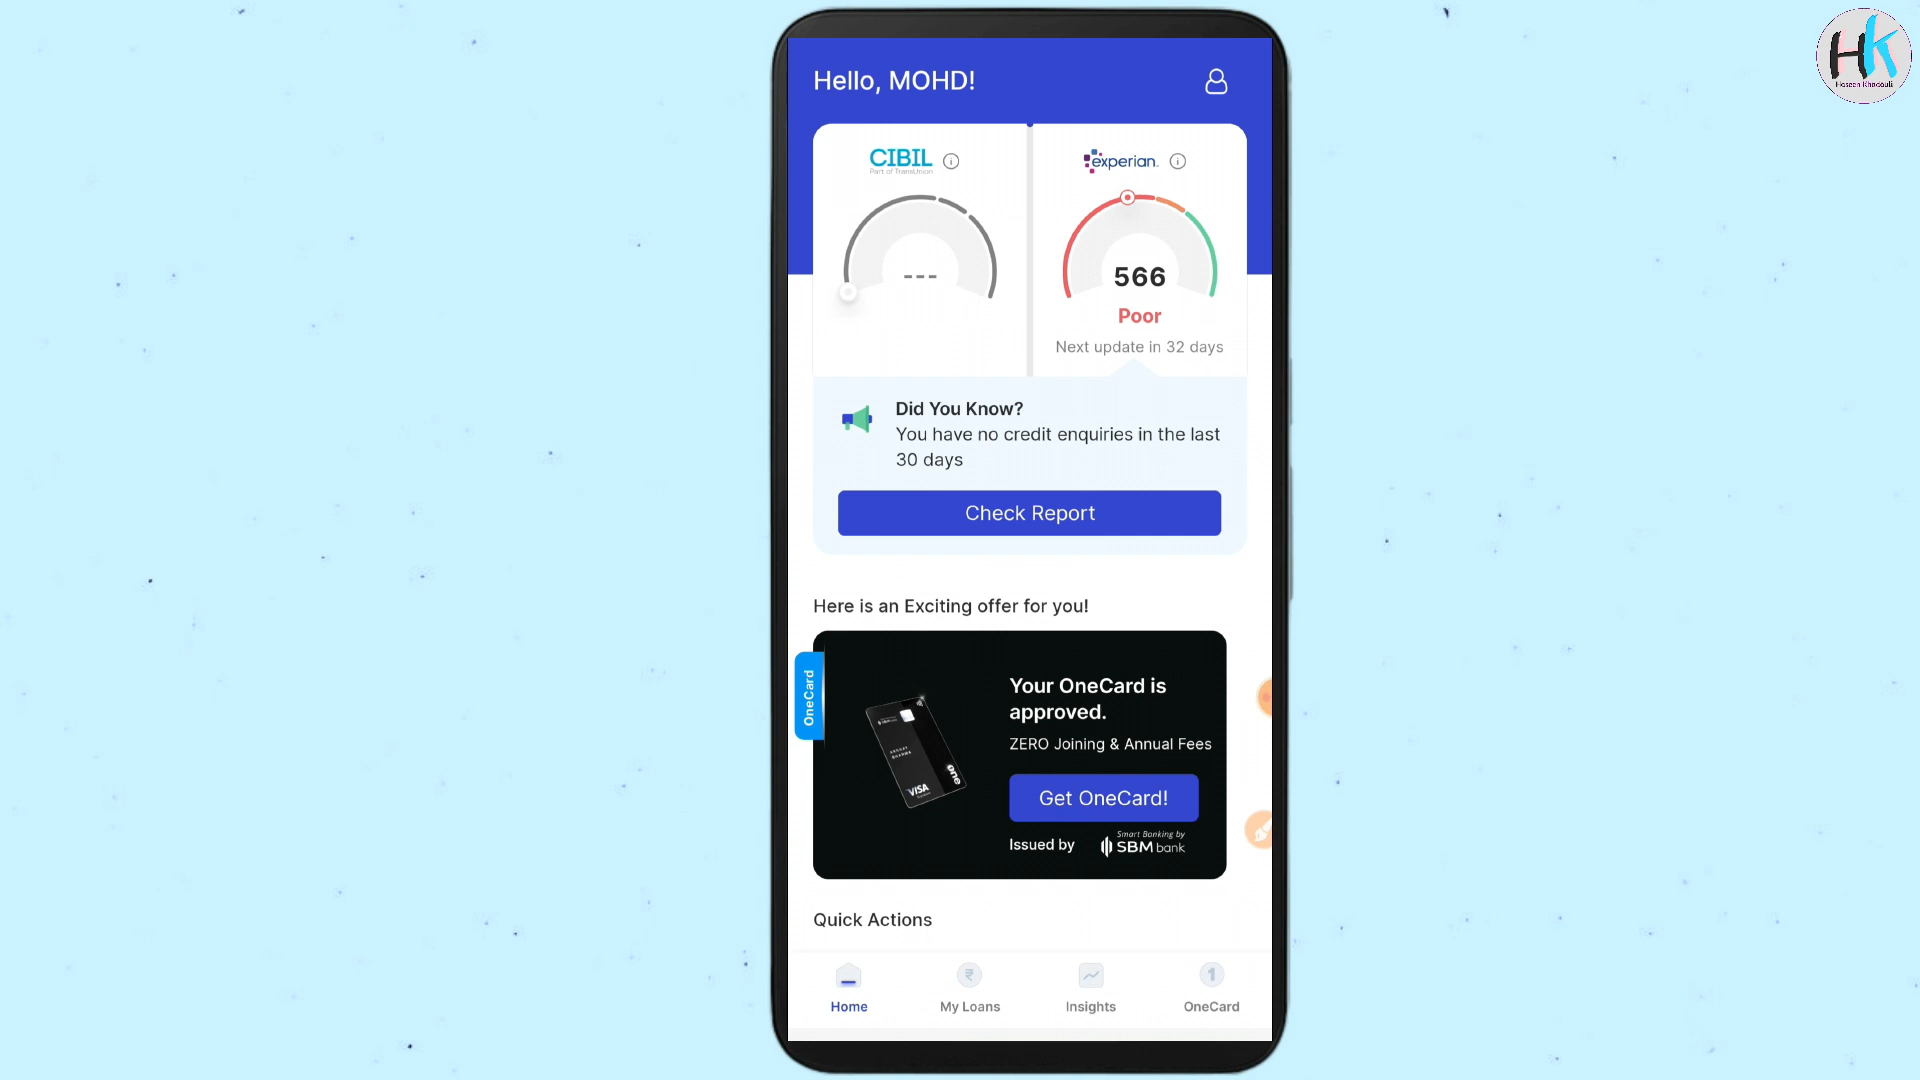 Hello, MOHD!
HK
Haseen Khadauli
CIBIL
Part of TransUnion
experian.
---
566
Poor
Next update in 32 days
Did You Know?
You have no credit enquiries in the last
30 days
Check Report
Here is an Exciting offer for you!
OneCard
Your OneCard is
approved.
ZERO Joining & Annual Fees
one
VISA
Get OneCard!
Issued by
Smart Banking by
SBM bank
Quick Actions
Home
My Loans
Insights
OneCard